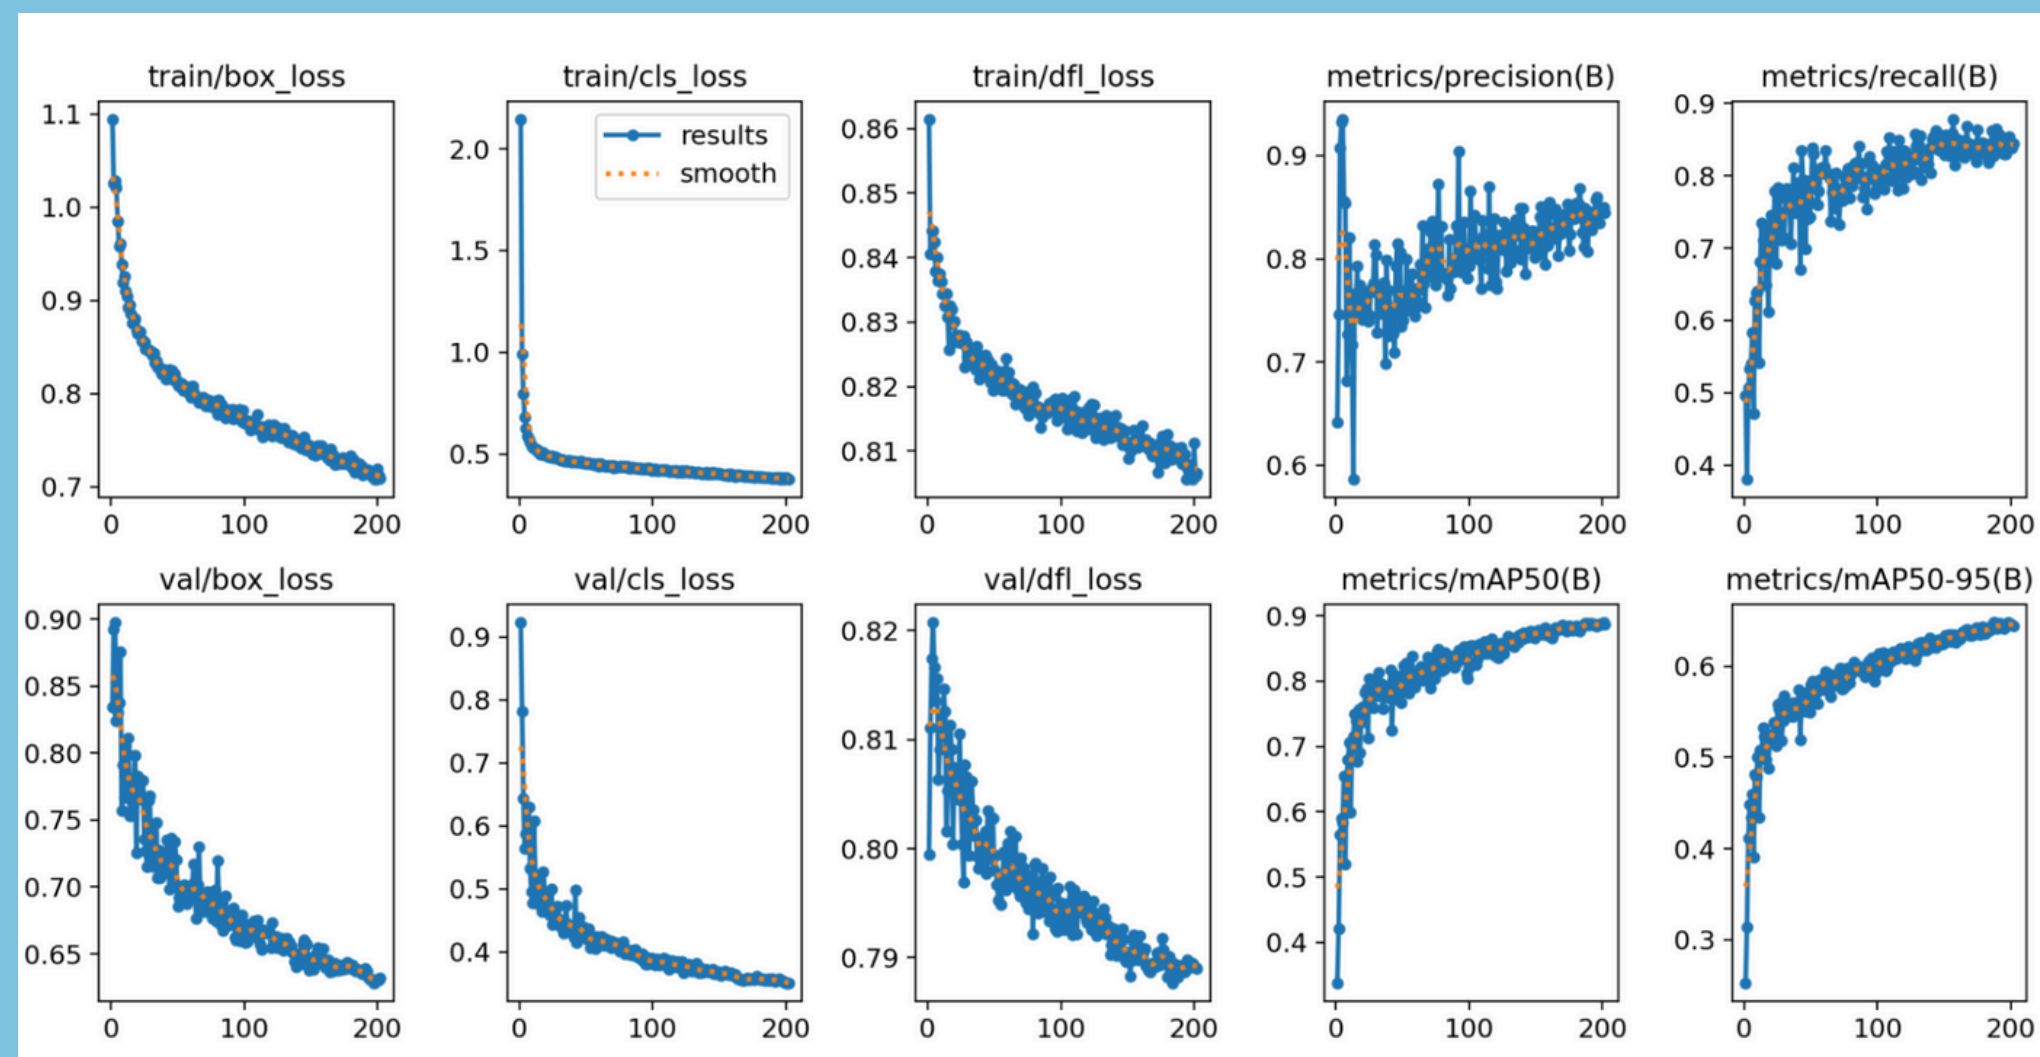 train/box_loss
1.1
1.0
0.9
0.8
0.7
0 100 200
train/cls_loss
results
smooth
2.0
1.5
1.0
0.5
0 100 200
train/dfl_loss
0.86
0.85
0.84
0.83
0.82
0.81
0 100 200
metrics/precision(B)
0.9
0.8
0.7
0.6
0 100 200
metrics/recall(B)
0.9
0.8
0.7
0.6
0.5
0.4
0 100 200
val/box_loss
0.90
0.85
0.80
0.75
0.70
0.65
0 100 200
val/cls_loss
0.9
0.8
0.7
0.6
0.5
0.4
0 100 200
val/dfl_loss
0.82
0.81
0.80
0.79
0 100 200
metrics/mAP50(B)
0.9
0.8
0.7
0.6
0.5
0.4
0 100 200
metrics/mAP50-95(B)
0.6
0.5
0.4
0.3
0 100 200